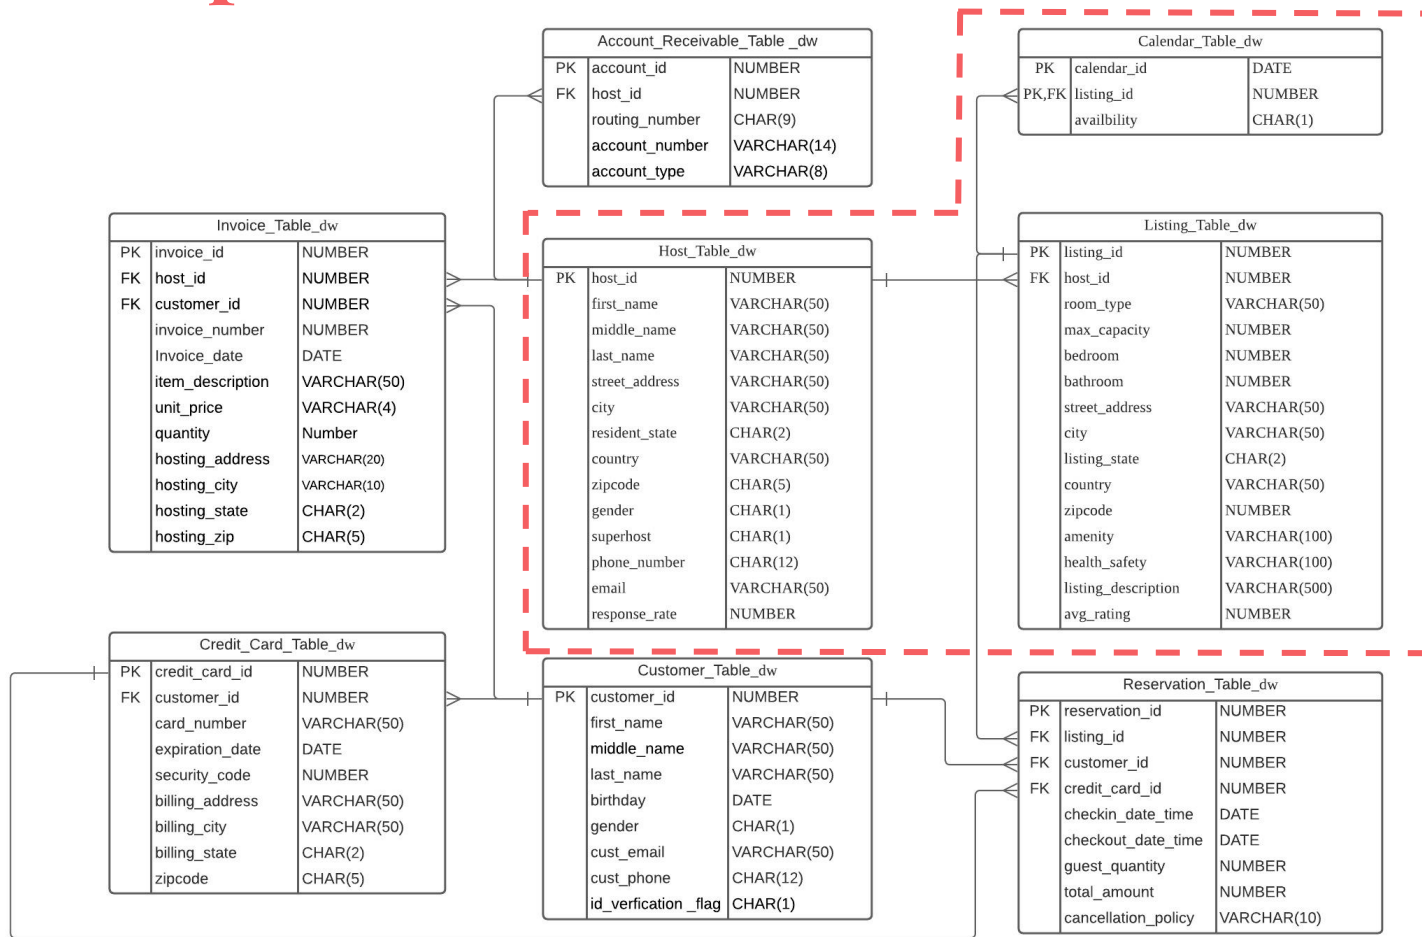 Account_Receivable_Table _dw
PK account_id NUMBER
FK host_id NUMBER
routing_number CHAR(9)
account_number VARCHAR(14)
account_type VARCHAR(8)
Calendar_Table_dw
PK calendar_id DATE
PK,FK listing_id NUMBER
availbility CHAR(1)
Invoice_Table_dw
PK invoice_id NUMBER
FK host_id NUMBER
FK customer_id NUMBER
invoice_number NUMBER
Invoice_date DATE
item_description VARCHAR(50)
unit_price VARCHAR(4)
quantity Number
hosting_address VARCHAR(20)
hosting_city VARCHAR(10)
hosting_state CHAR(2)
hosting_zip CHAR(5)
Host_Table_dw
PK host_id NUMBER
first_name VARCHAR(50)
middle_name VARCHAR(50)
last_name VARCHAR(50)
street_address VARCHAR(50)
city VARCHAR(50)
resident_state CHAR(2)
country VARCHAR(50)
zipcode CHAR(5)
gender CHAR(1)
superhost CHAR(1)
phone_number CHAR(12)
email VARCHAR(50)
response_rate NUMBER
Listing_Table_dw
PK listing_id NUMBER
FK host_id NUMBER
room_type VARCHAR(50)
max_capacity NUMBER
bedroom NUMBER
bathroom NUMBER
street_address VARCHAR(50)
city VARCHAR(50)
listing_state CHAR(2)
country VARCHAR(50)
zipcode NUMBER
amenity VARCHAR(100)
health_safety VARCHAR(100)
listing_description VARCHAR(500)
avg_rating NUMBER
Credit_Card_Table_dw
PK credit_card_id NUMBER
FK customer_id NUMBER
card_number VARCHAR(50)
expiration_date DATE
security_code NUMBER
billing_address VARCHAR(50)
billing_city VARCHAR(50)
billing_state CHAR(2)
zipcode CHAR(5)
Customer_Table_dw
PK customer_id NUMBER
first_name VARCHAR(50)
middle_name VARCHAR(50)
last_name VARCHAR(50)
birthday DATE
gender CHAR(1)
cust_email VARCHAR(50)
cust_phone CHAR(12)
id_verfication _flag CHAR(1)
Reservation_Table_dw
PK reservation_id NUMBER
FK listing_id NUMBER
FK customer_id NUMBER
FK credit_card_id NUMBER
checkin_date_time DATE
checkout_date_time DATE
guest_quantity NUMBER
total_amount NUMBER
cancellation_policy VARCHAR(10)